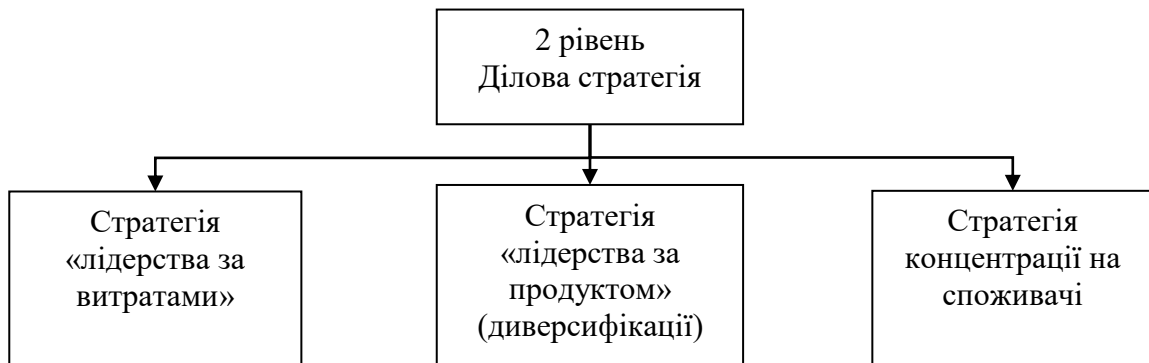 2 рівень
Ділова стратегія
Стратегія
«лідерства за
витратами»
Стратегія
«лідерства за
продуктом»
(диверсифікації)
Стратегія
концентрації на
споживачі